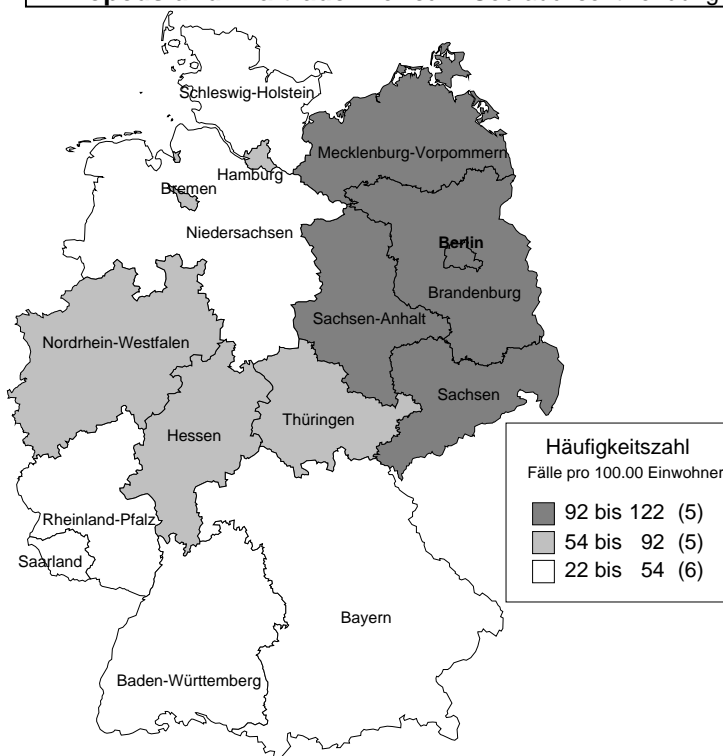 Schleswig-Holstein
Mecklenburg-Vorpommern
Hamburg
Bremen
Niedersachsen
Berlin
Brandenburg
Sachsen-Anhalt
Nordrhein-Westfalen
Sachsen
Thüringen
Hessen
Häufigkeitszahl
Fälle pro 100.00 Einwohner
92 bis 122 (5)
54 bis 92 (5)
22 bis 54 (6)
Rheinland-Pfalz
Saarland
Bayern
Baden-Württemberg